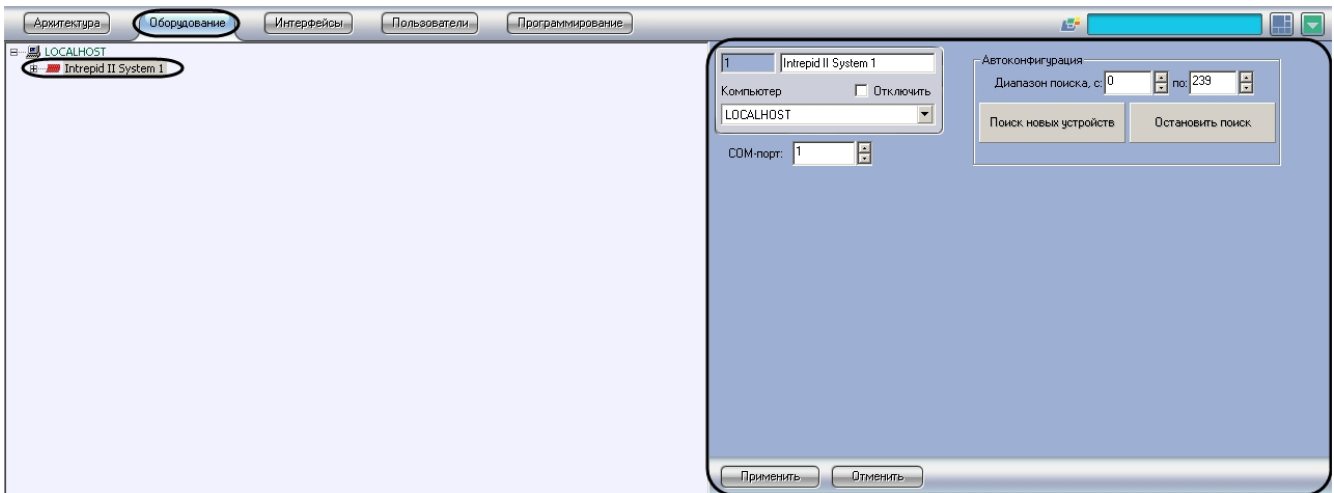 Архитектура Оборудование Интерфейсы Пользователи Программирование
LOCALHOST
Intrepid II System 1
1 Intrepid II System 1
Компьютер Отключить
LOCALHOST
COM-порт: 1
Автоконфигурация
Диапазон поиска, с: 0 по: 239
Поиск новых устройств Остановить поиск
Применить Отменить